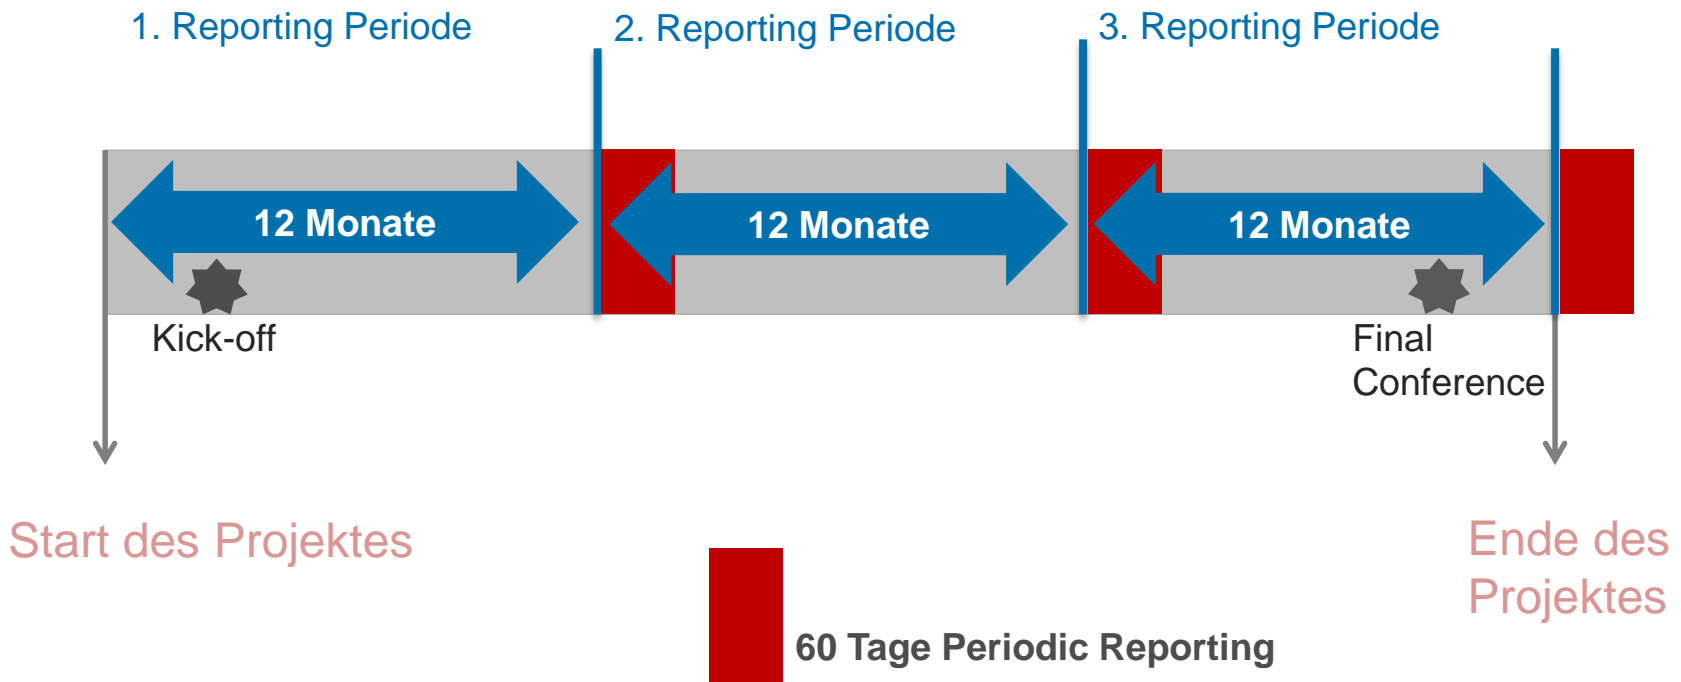 1. Reporting Periode
2. Reporting Periode
3. Reporting Periode
12 Monate
12 Monate
12 Monate
Kick-off
Final
Conference
Start des Projektes
Ende des
Projektes
60 Tage Periodic Reporting